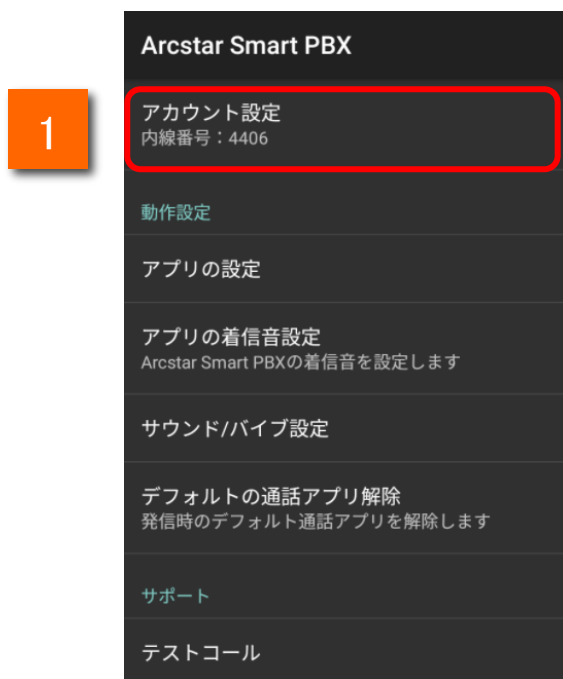 Arcstar Smart PBX
1
アカウント設定
内線番号：4406
動作設定
アプリの設定
アプリの着信音設定
Arcstar Smart PBXの着信音を設定します
サウンド/バイブ設定
デフォルトの通話アプリ解除
発信時のデフォルト通話アプリを解除します
サポート
テストコール